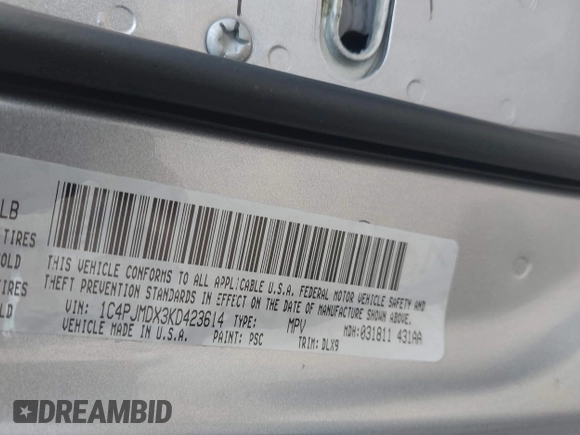 LB
TIRES
OLD
IRES
LD
THIS VEHICLE CONFORMS TO ALL APPLICABLE U.S.A. FEDERAL MOTOR VEHICLE SAFETY AND
THEFT PREVENTION STANDARDS IN EFFECT ON THE DATE OF MANUFACTURE SHOWN ABOVE.
VIN: 1C4PJMDX3KD423614 TYPE: MPV MDH:031811 431AA
VEHICLE MADE IN U.S.A. PAINT: PSC TRIM: DLX9
DREAMBID